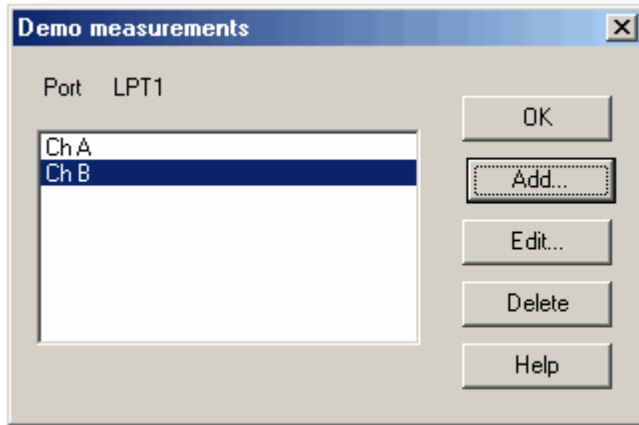 Demo measurements
Port LPT1
Ch A
Ch B
OK
Add...
Edit...
Delete
Help